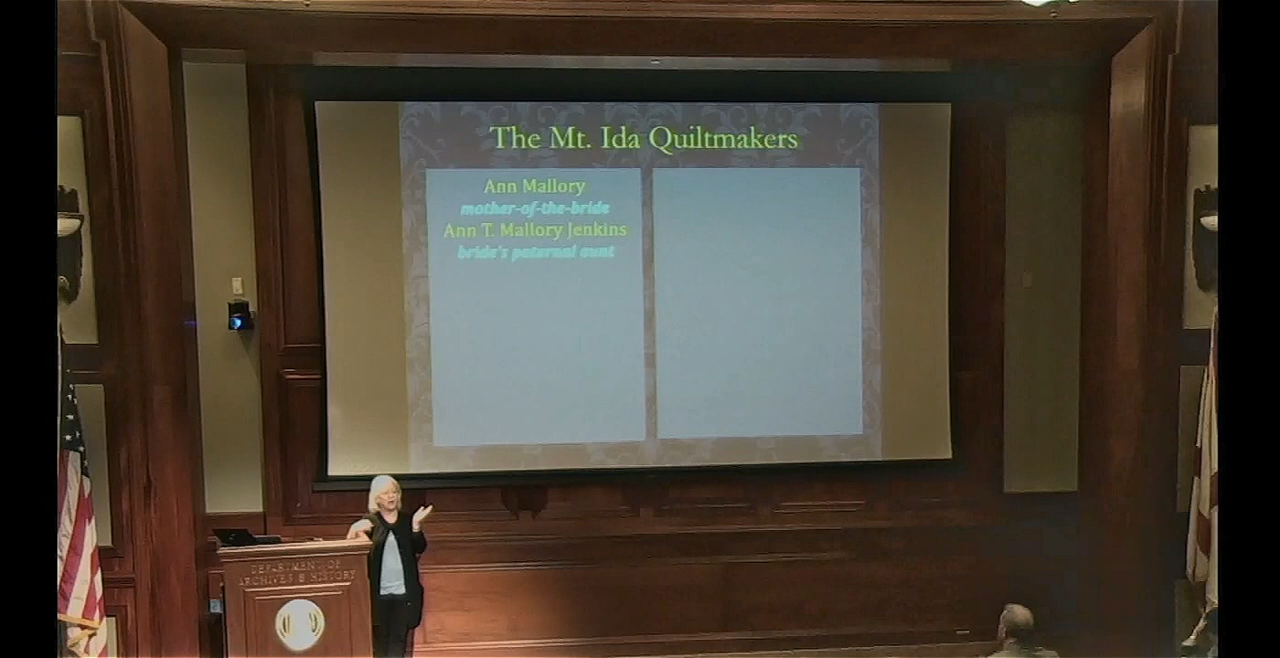 The Mt. Ida Quiltmakers
Ann Mallory
mother-of-the-bride
Ann T. Mallory Jenkins
bride's paternal aunt
DEPARTMENT OF
ARCHIVES & HISTORY